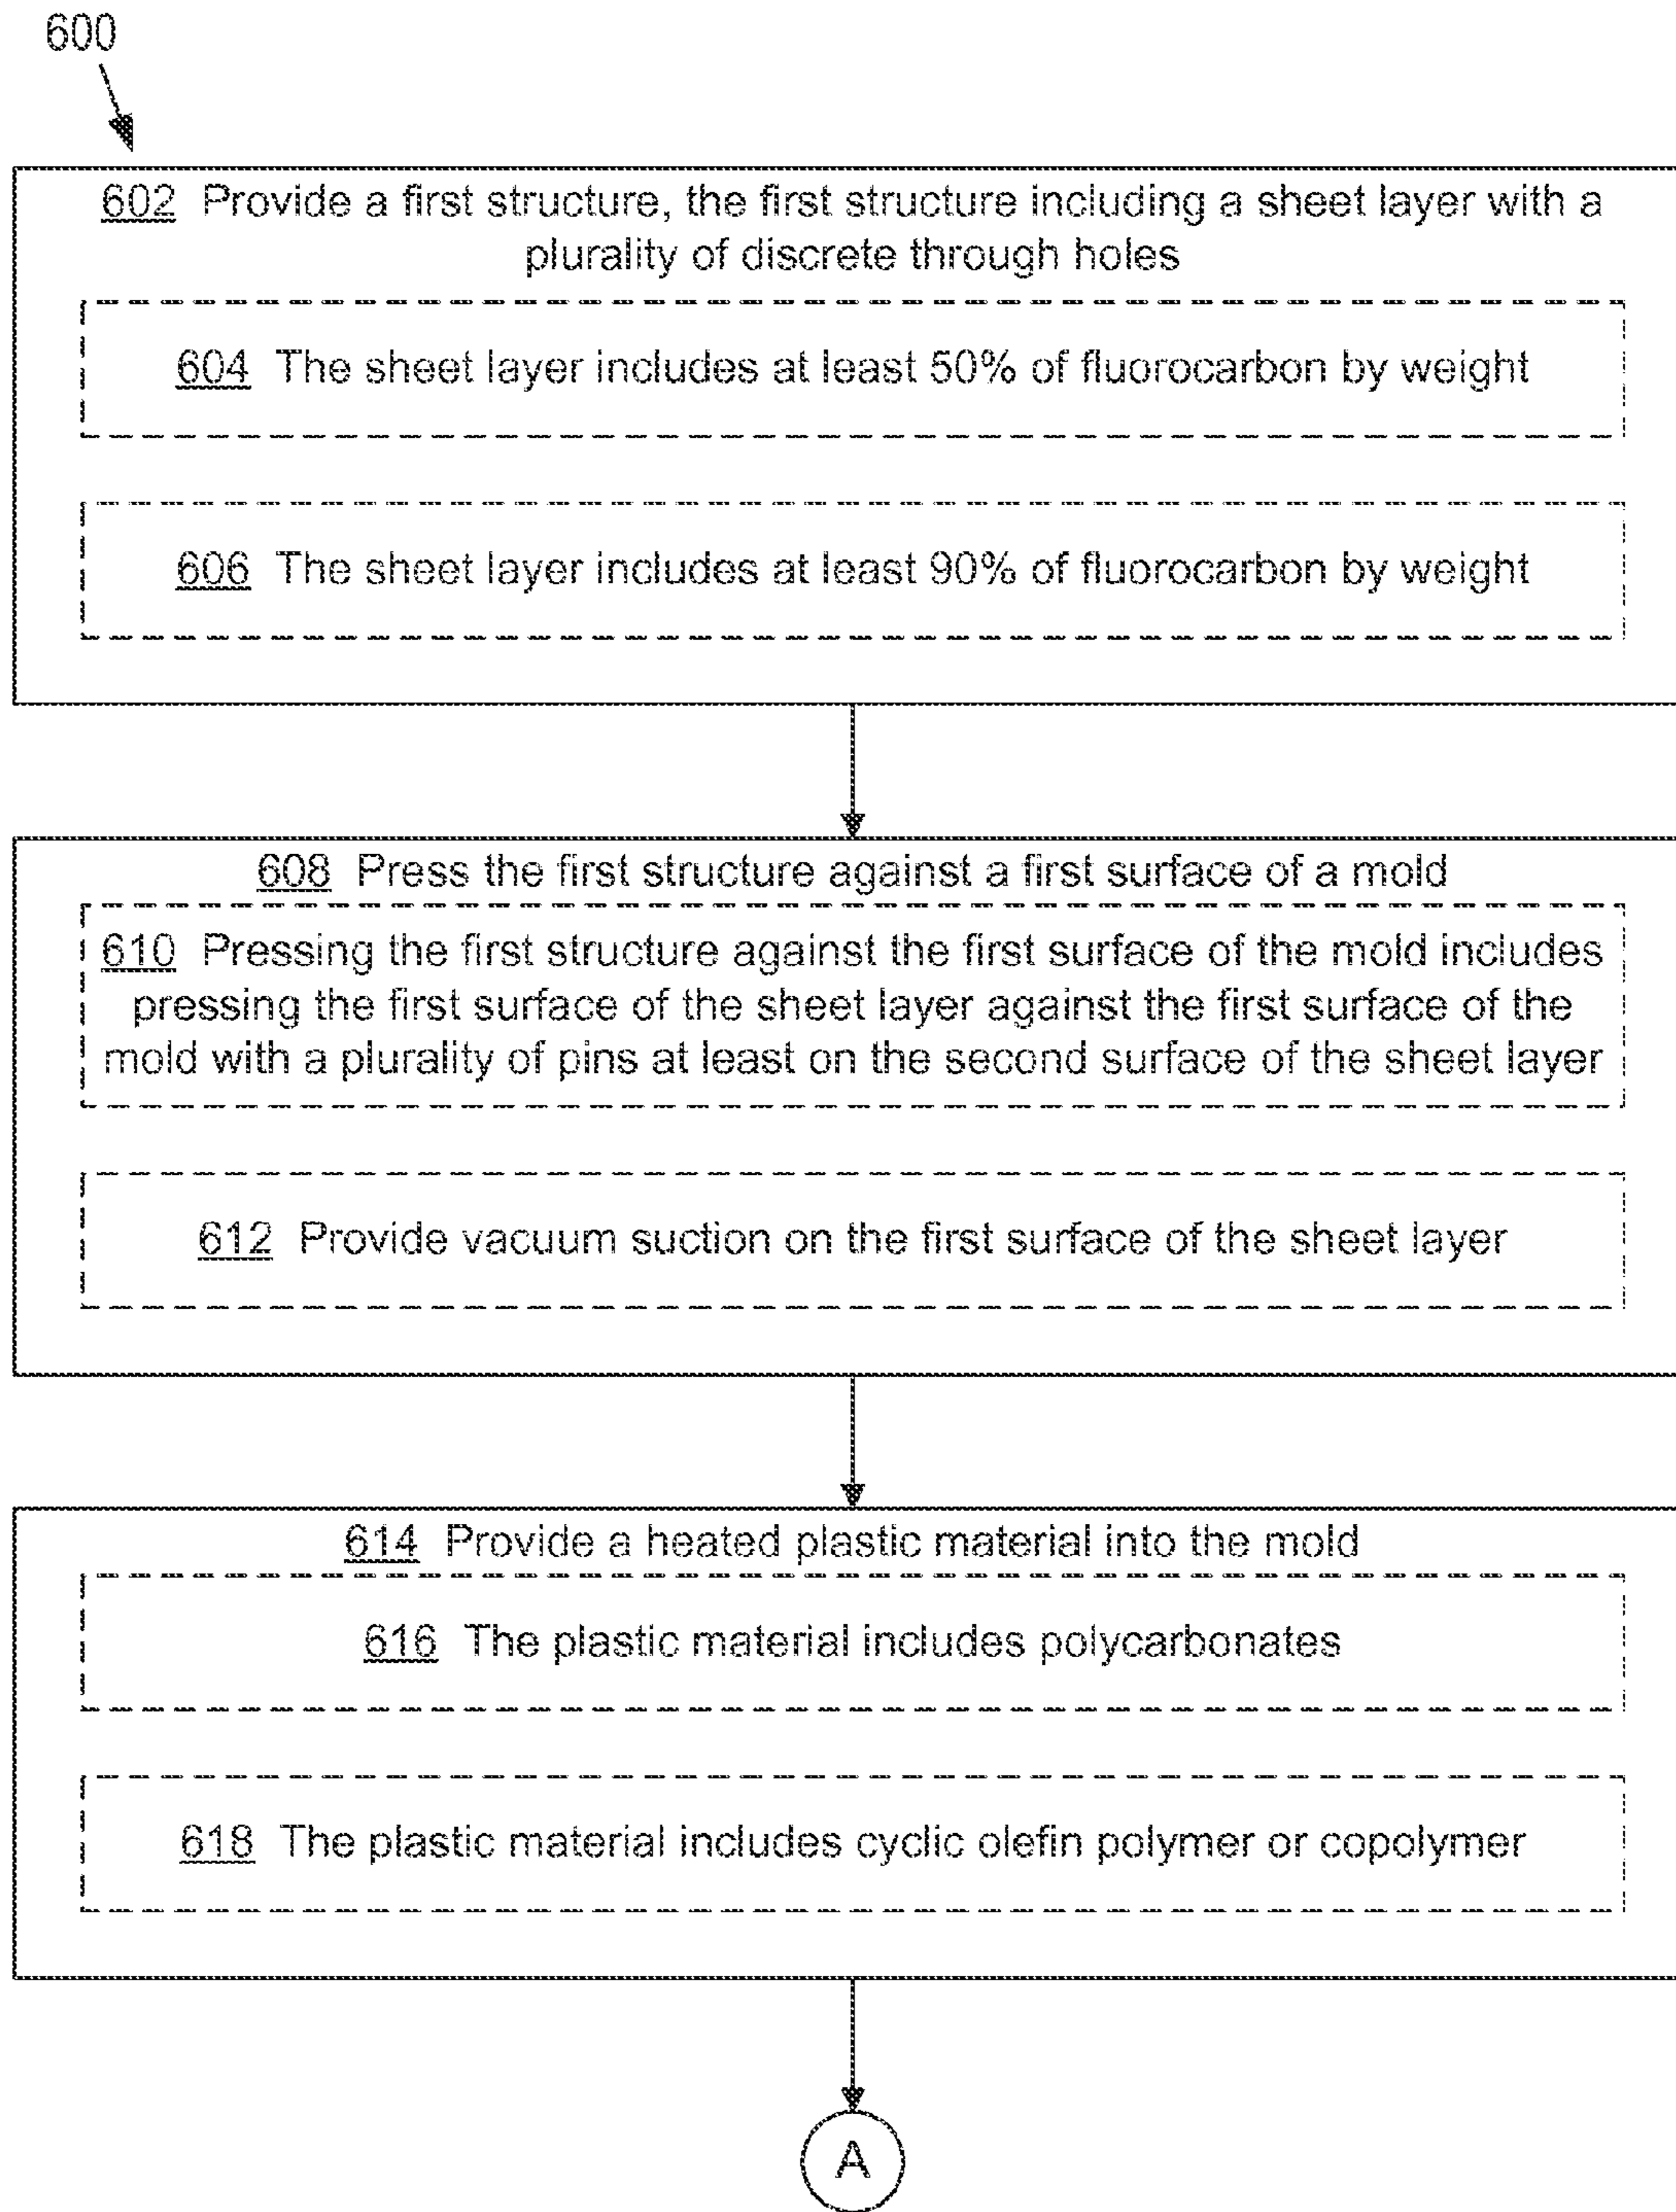 600
602 Provide a first structure, the first structure including a sheet layer with a
plurality of discrete through holes
604 The sheet layer includes at least 50% of fluorocarbon by weight
606 The sheet layer includes at least 90% of fluorocarbon by weight
608 Press the first structure against a first surface of a mold
610 Pressing the first structure against the first surface of the mold includes
pressing the first surface of the sheet layer against the first surface of the
mold with a plurality of pins at least on the second surface of the sheet layer
612 Provide vacuum suction on the first surface of the sheet layer
614 Provide a heated plastic material into the mold
616 The plastic material includes polycarbonates
618 The plastic material includes cyclic olefin polymer or copolymer
A